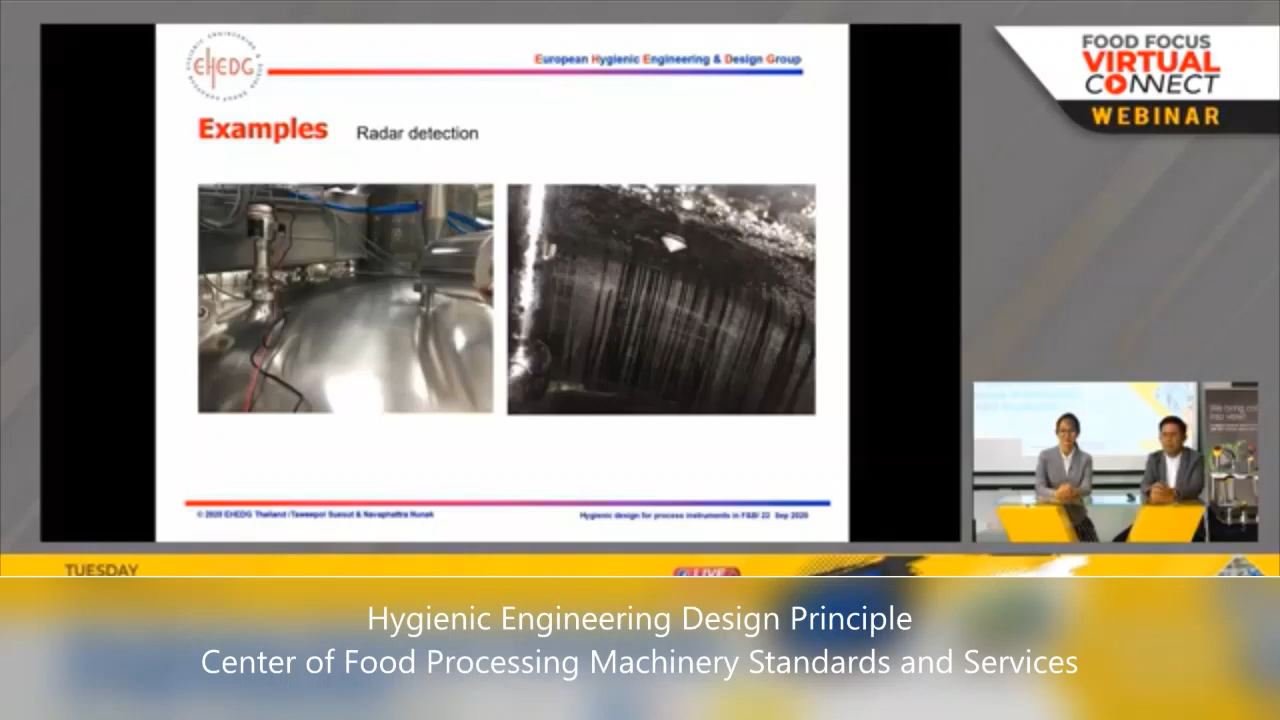 EHEDG
European Hygienic Engineering & Design Group
Examples Radar detection
© 2020 EHEDG Thailand /Taweepol Suesut & Navaphattra Nunak
Hygienic design for process instruments in F&B/ 22 Sep 2020
FOOD FOCUS
VIRTUAL
CONNECT
WEBINAR
TUESDAY
LIVE
Hygienic Engineering Design Principle
Center of Food Processing Machinery Standards and Services